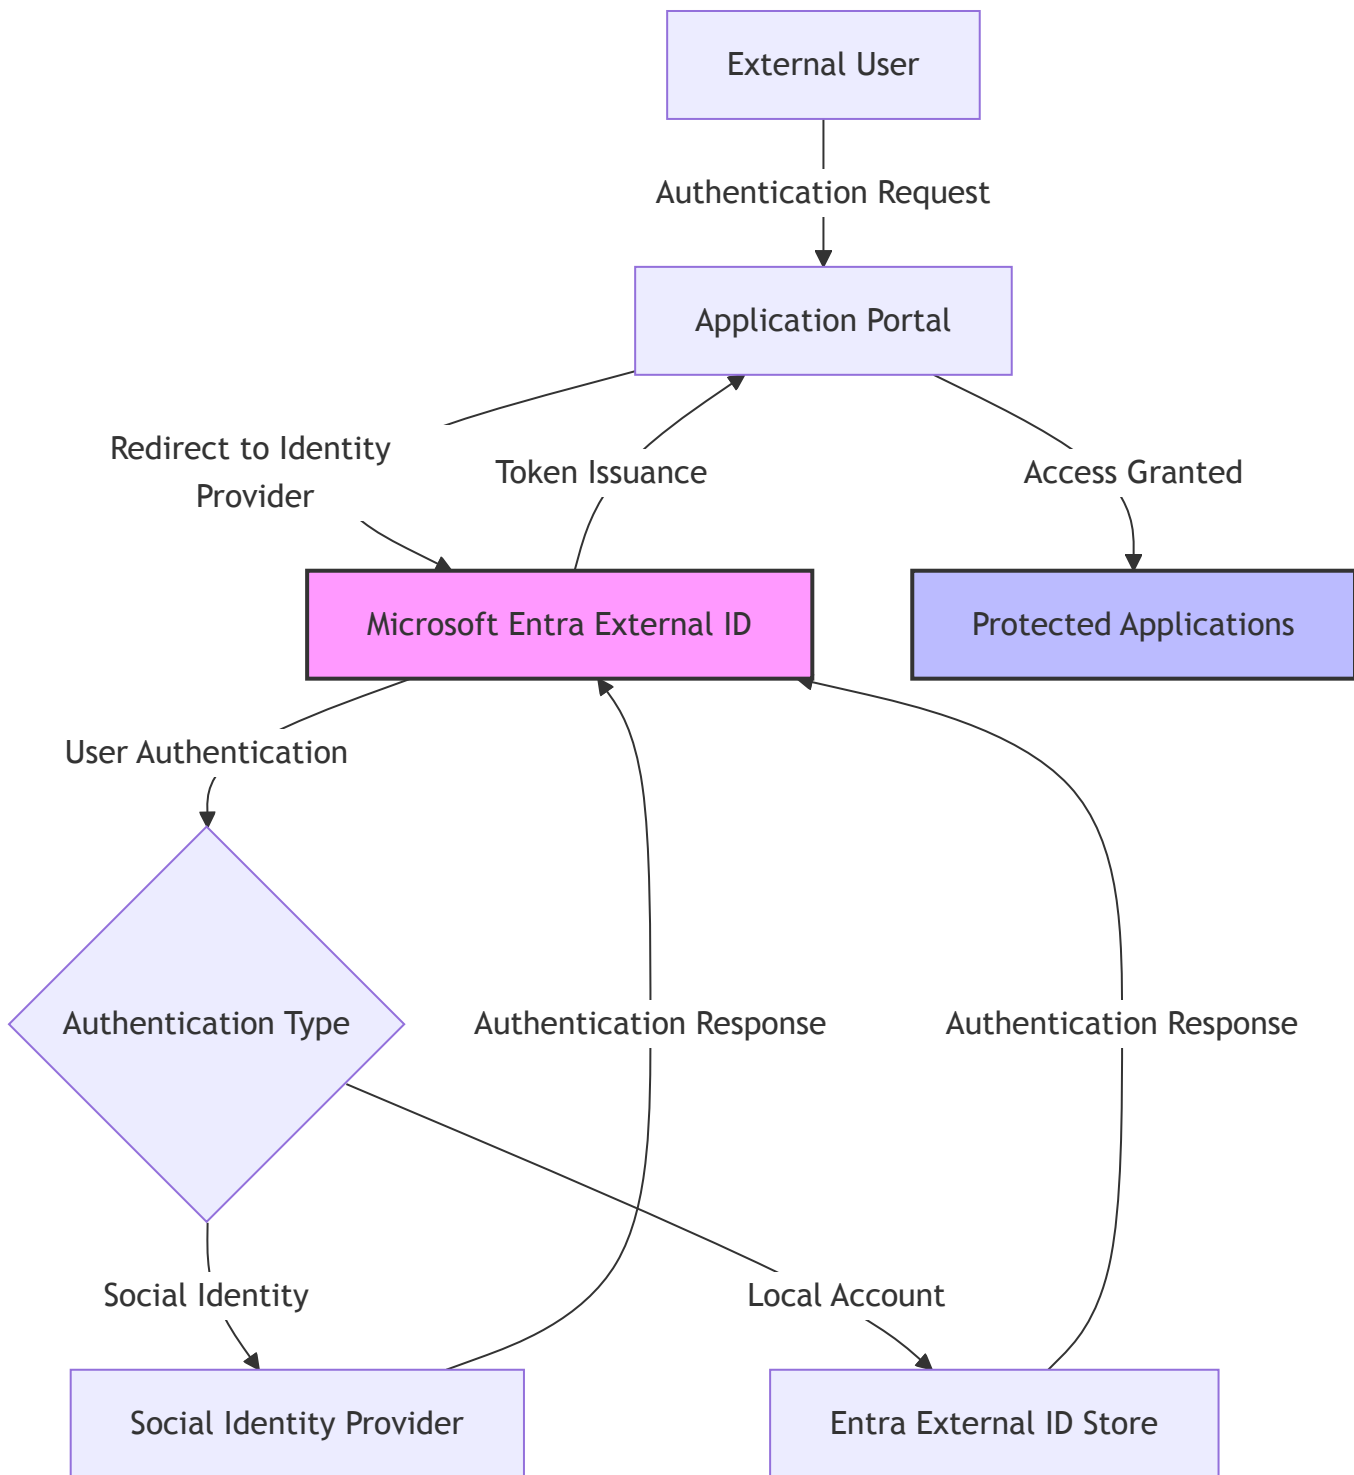 External User
Authentication Request
Application Portal
Redirect to Identity
Provider
Token Issuance
Access Granted
Microsoft Entra External ID
Protected Applications
User Authentication
Authentication Type
Authentication Response
Authentication Response
Social Identity
Local Account
Social Identity Provider
Entra External ID Store